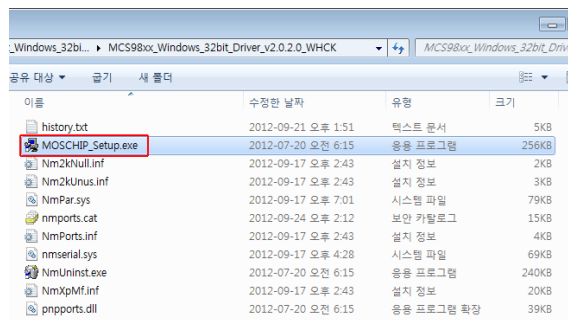 _Windows_32bi... ▸ MCS98xx_Windows_32bit_Driver_v2.0.2.0_WHCK MCS98xx_Windows_32bit_Driv
공유 대상 ▼ 굽기 새 폴더
이름 수정한 날짜 유형 크기
history.txt 2012-09-21 오후 1:51 텍스트 문서 5KB
MOSCHIP_Setup.exe 2012-07-20 오전 6:15 응용 프로그램 256KB
Nm2kNull.inf 2012-09-17 오후 2:43 설치 정보 2KB
Nm2kUnus.inf 2012-09-17 오후 2:43 설치 정보 3KB
NmPar.sys 2012-09-17 오후 7:01 시스템 파일 79KB
nmports.cat 2012-09-24 오후 2:12 보안 카탈로그 15KB
NmPorts.inf 2012-09-17 오후 2:43 설치 정보 4KB
nmserial.sys 2012-09-17 오후 4:28 시스템 파일 69KB
NmUninst.exe 2012-07-20 오전 6:15 응용 프로그램 240KB
NmXpMf.inf 2012-09-17 오후 2:43 설치 정보 20KB
pnpports.dll 2012-07-20 오전 6:15 응용 프로그램 확장 39KB